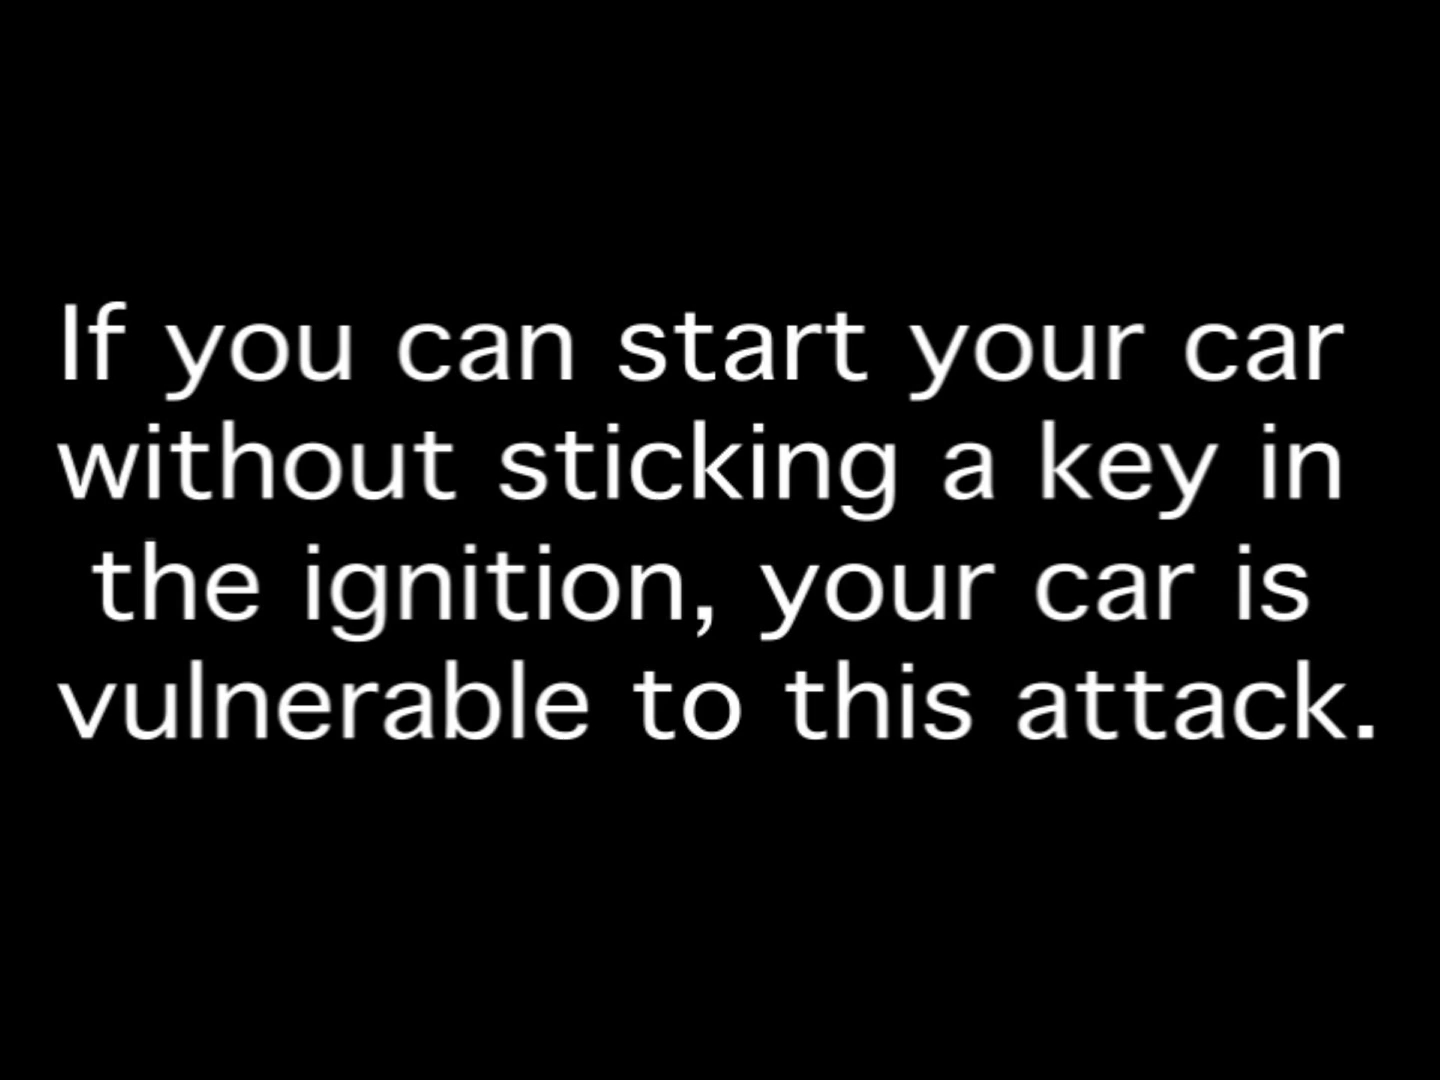 If you can start your car
without sticking a key in
the ignition, your car is
vulnerable to this attack.